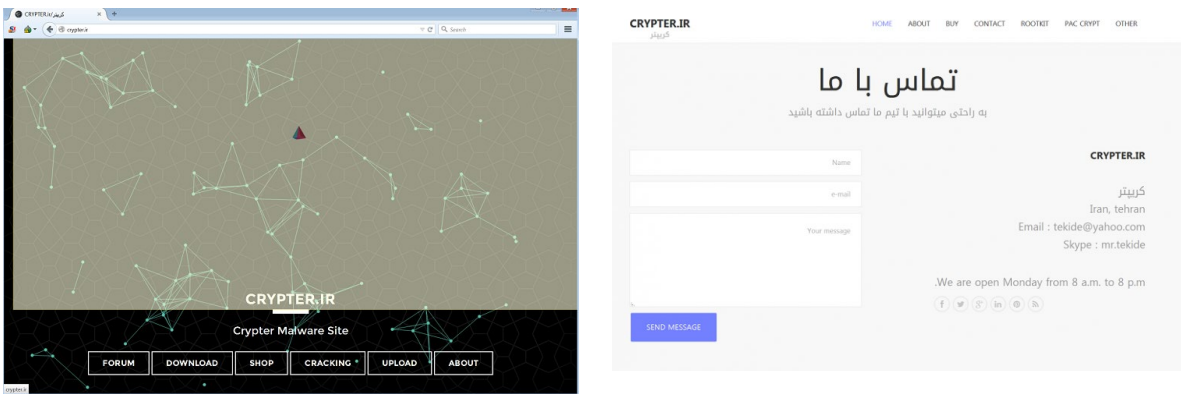 CRYPTER.ir/کریپتر
crypter.ir
Search
CRYPTER.IR
Crypter Malware Site
FORUM
DOWNLOAD
SHOP
CRACKING
UPLOAD
ABOUT
crypter.ir
CRYPTER.IR
کریپتر
HOME
ABOUT
BUY
CONTACT
ROOTKIT
PAC CRYPT
OTHER
تماس با ما
به راحتی میتوانید با تیم ما تماس داشته باشید
Name
e-mail
Your message
SEND MESSAGE
CRYPTER.IR
کریپتر
Iran, tehran
Email : tekide@yahoo.com
Skype : mr.tekide
.We are open Monday from 8 a.m. to 8 p.m